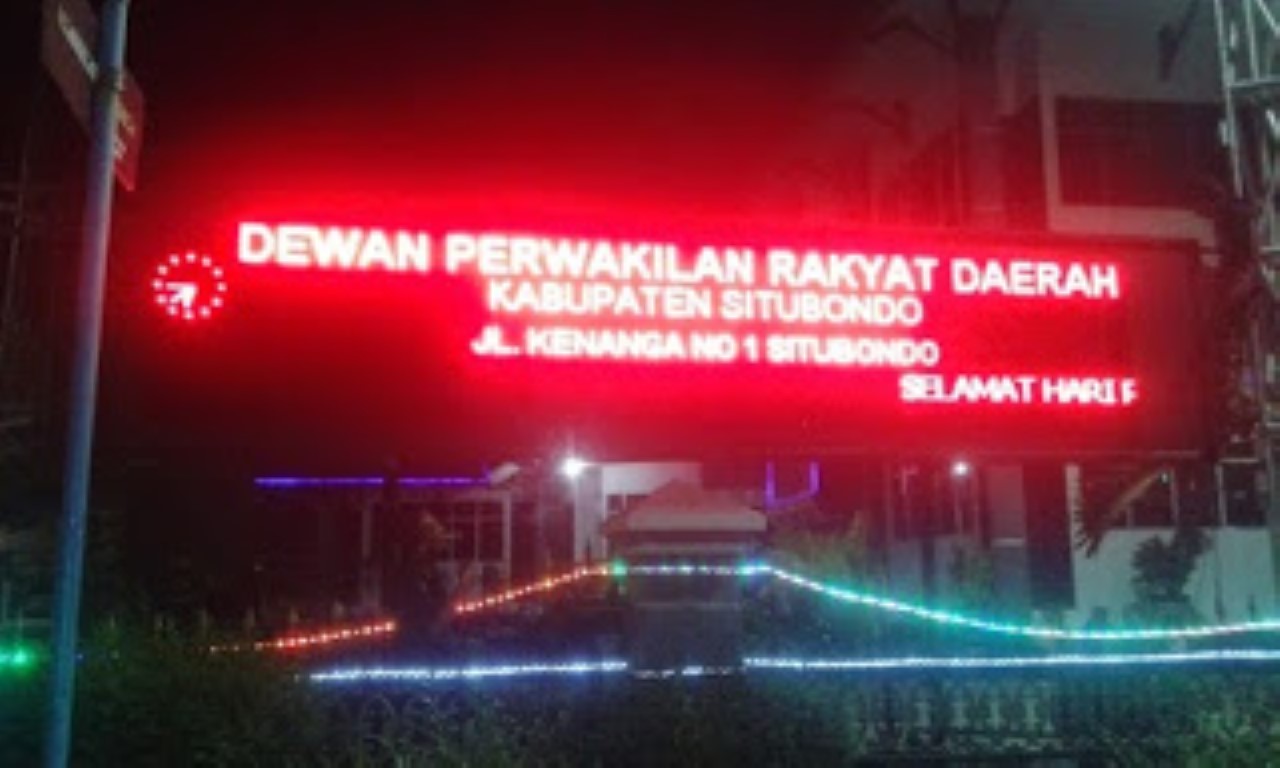 DEWAN PERWAKILAN RAKYAT DAERAH
KABUPATEN SITUBONDO
JL. KENANGA NO 1 SITUBONDO
SELAMAT HARI